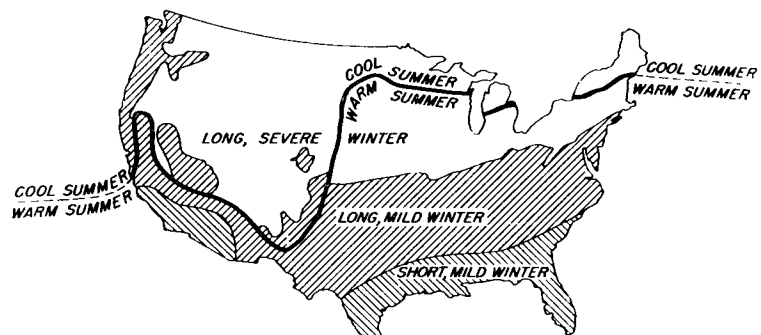 COOL SUMMER
WARM SUMMER
COOL SUMMER
WARM SUMMER
LONG, SEVERE WINTER
COOL SUMMER
WARM SUMMER
LONG, MILD WINTER
SHORT, MILD WINTER